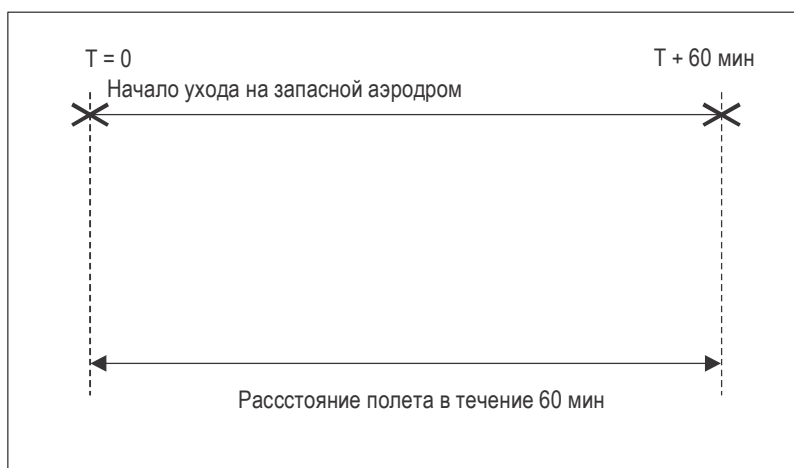 T = 0
T + 60 мин
Начало ухода на запасной аэродром
Рассстояние полета в течение 60 мин